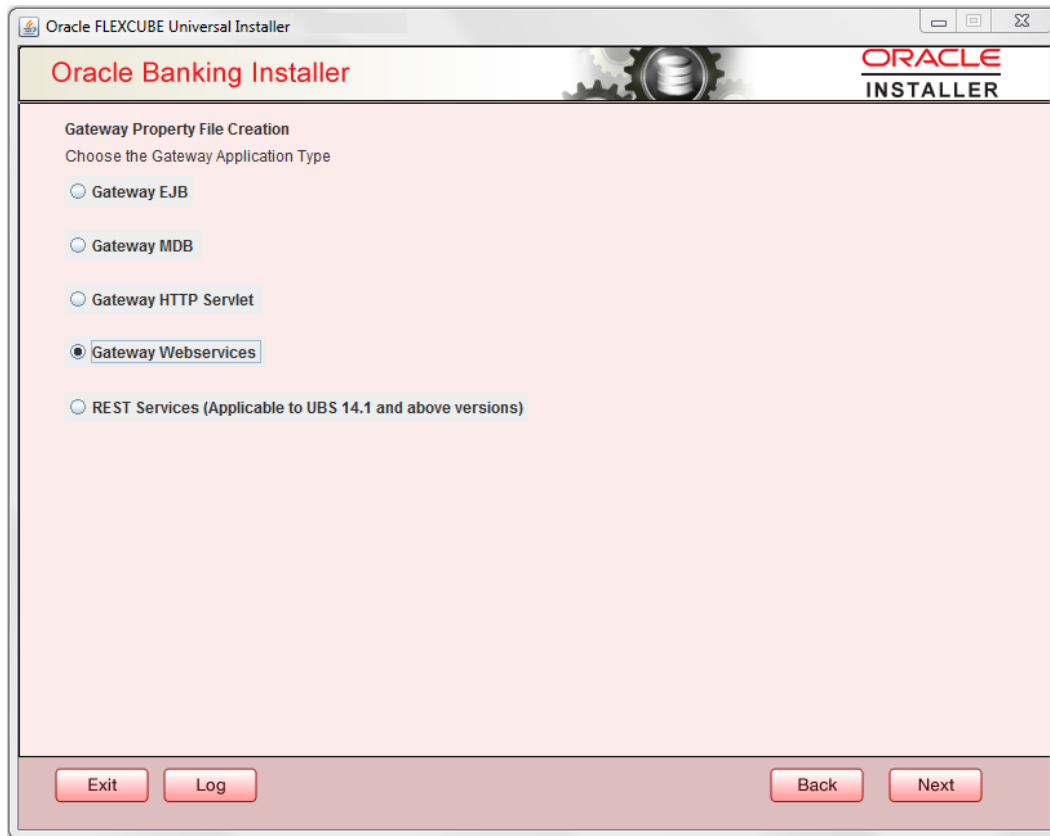 Oracle FLEXCUBE Universal Installer
Oracle Banking Installer
ORACLE
INSTALLER
Gateway Property File Creation
Choose the Gateway Application Type
Gateway EJB
Gateway MDB
Gateway HTTP Servlet
Gateway Webservices
REST Services (Applicable to UBS 14.1 and above versions)
Exit Log Back Next